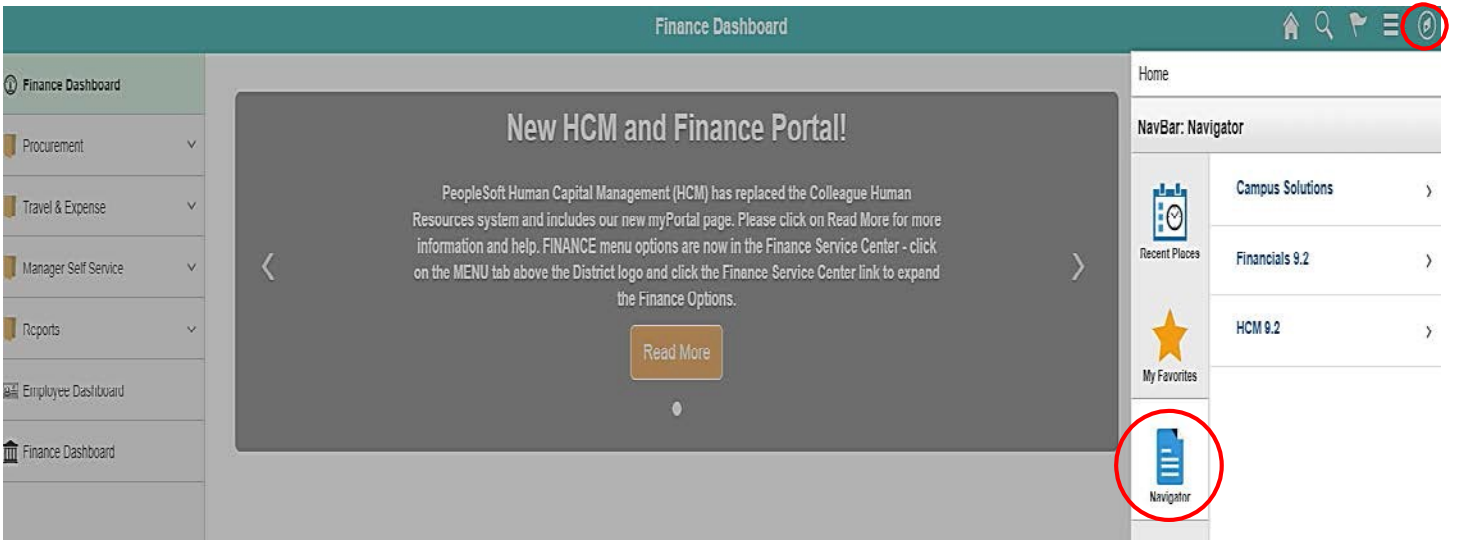 Finance Dashboard
Finance Dashboard
Procurement
Travel & Expense
Manager Self Service
Reports
Employee Dashboard
Finance Dashboard
New HCM and Finance Portal!
PeopleSoft Human Capital Management (HCM) has replaced the Colleague Human
Resources system and includes our new myPortal page. Please click on Read More for more
information and help. FINANCE menu options are now in the Finance Service Center - click
on the MENU tab above the District logo and click the Finance Service Center link to expand
the Finance Options.
Read More
Home
NavBar: Navigator
Recent Places
My Favorites
Navigator
Campus Solutions
Financials 9.2
HCM 9.2